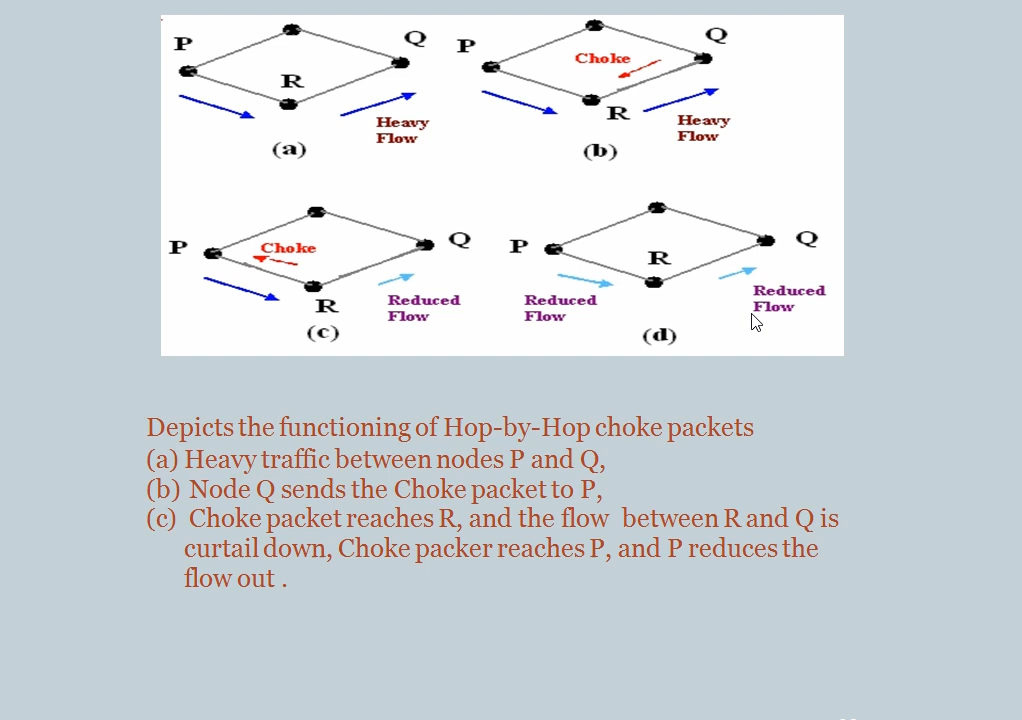 P
Q
R
Heavy
Flow
(a)
P
Q
Choke
R
Heavy
Flow
(b)
P
Choke
Q
R
Reduced
Flow
(c)
P
Q
R
Reduced
Flow
Reduced
Flow
(d)
Depicts the functioning of Hop-by-Hop choke packets
(a) Heavy traffic between nodes P and Q,
(b) Node Q sends the Choke packet to P,
(c) Choke packet reaches R, and the flow between R and Q is
curtail down, Choke packer reaches P, and P reduces the
flow out .